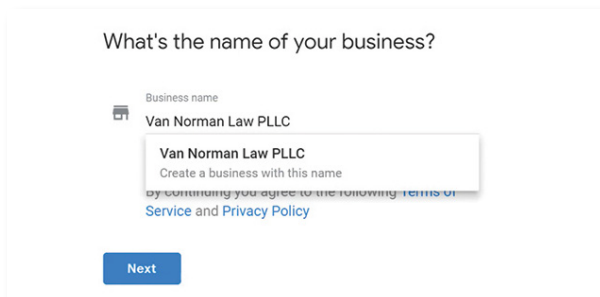 What's the name of your business?
Business name
Van Norman Law PLLC
Van Norman Law PLLC
Create a business with this name
By continuing you agree to the following Terms of
Service and Privacy Policy
Next